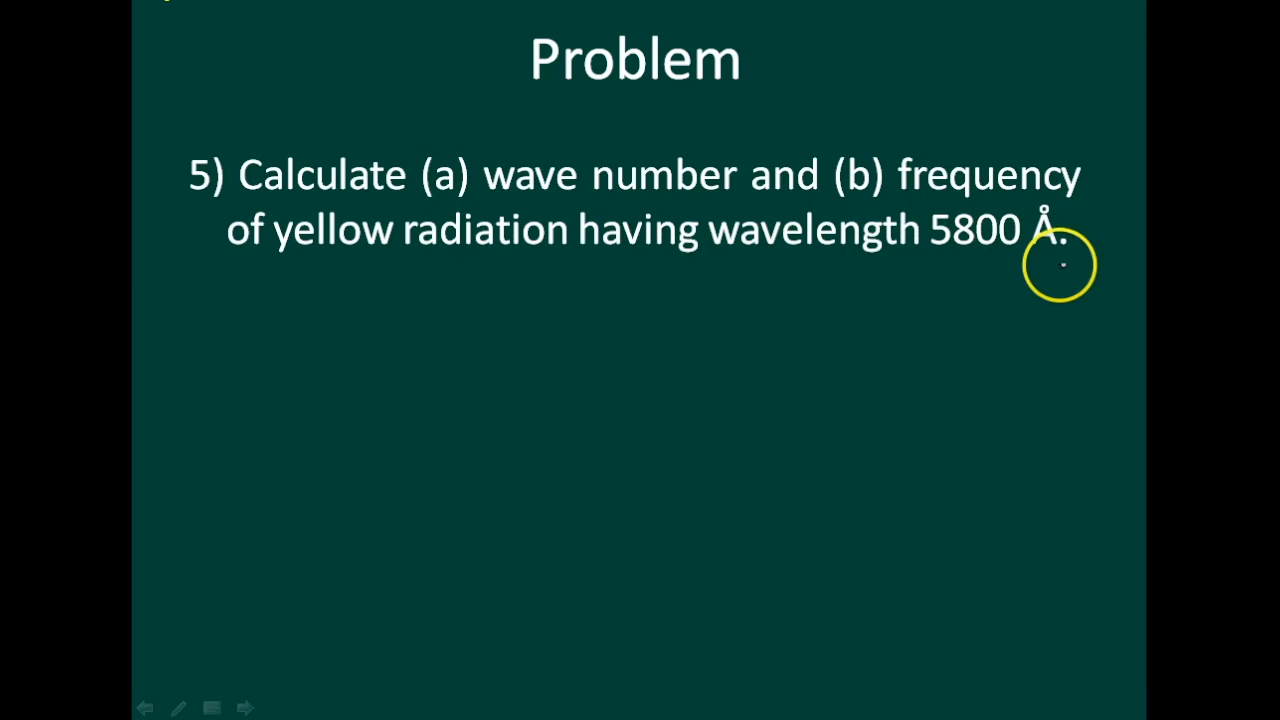 Problem
5) Calculate (a) wave number and (b) frequency
of yellow radiation having wavelength 5800 Å.